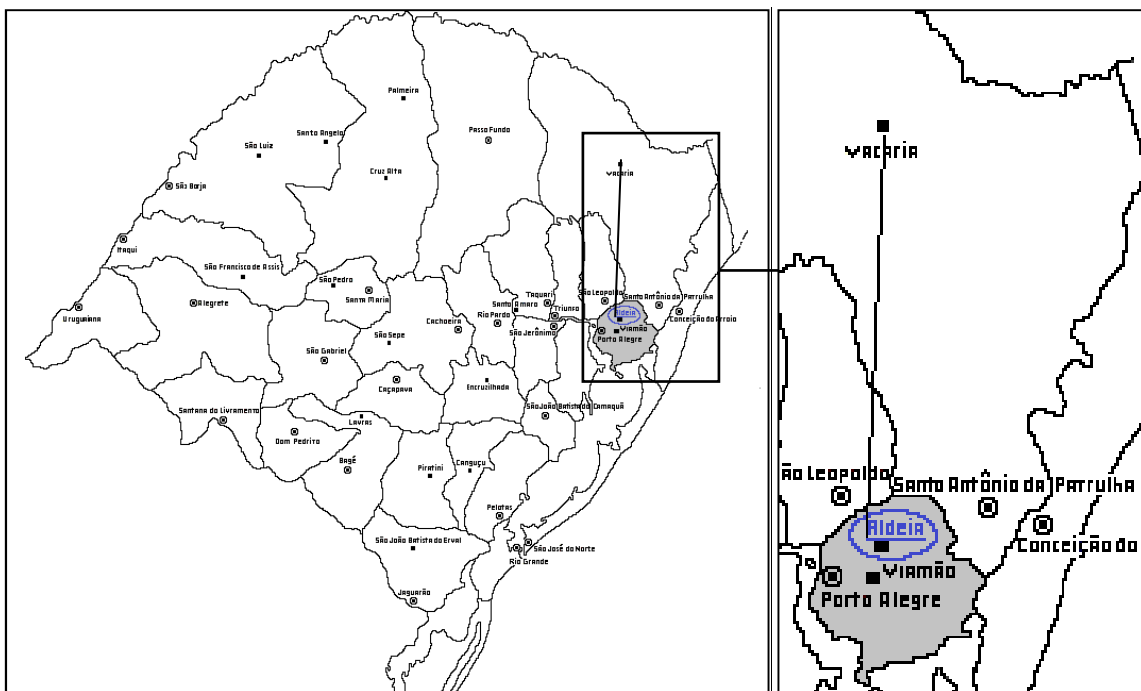 Palmeira
Passo Fundo
Santo Angelo
São Luiz
Vacaria
Cruz Alta
São Borja
Itaqui
São Francisco de Assis
São Pedro
Santa Maria
Alegrete
Uruguaiana
Taquari
São Leopoldo
Santo Antônio da Patrulha
Santo Amaro
Triunfo
Rio Pardo
Aldeia
Conceição do Arroio
Cachoeira
São Jerônimo
Viamão
Porto Alegre
São Sepe
São Gabriel
Caçapava
Encruzilhada
Santana do Livramento
Lavras
São João Batista do Camaquã
Dom Pedrito
Bagé
Piratini
Canguçu
Pelotas
São João Batista do Erval
São José do Norte
Rio Grande
Jaguarão
Vacaria
ão Leopoldo
Santo Antônio da Patrulha
Aldeia
Conceição do
Viamão
Porto Alegre